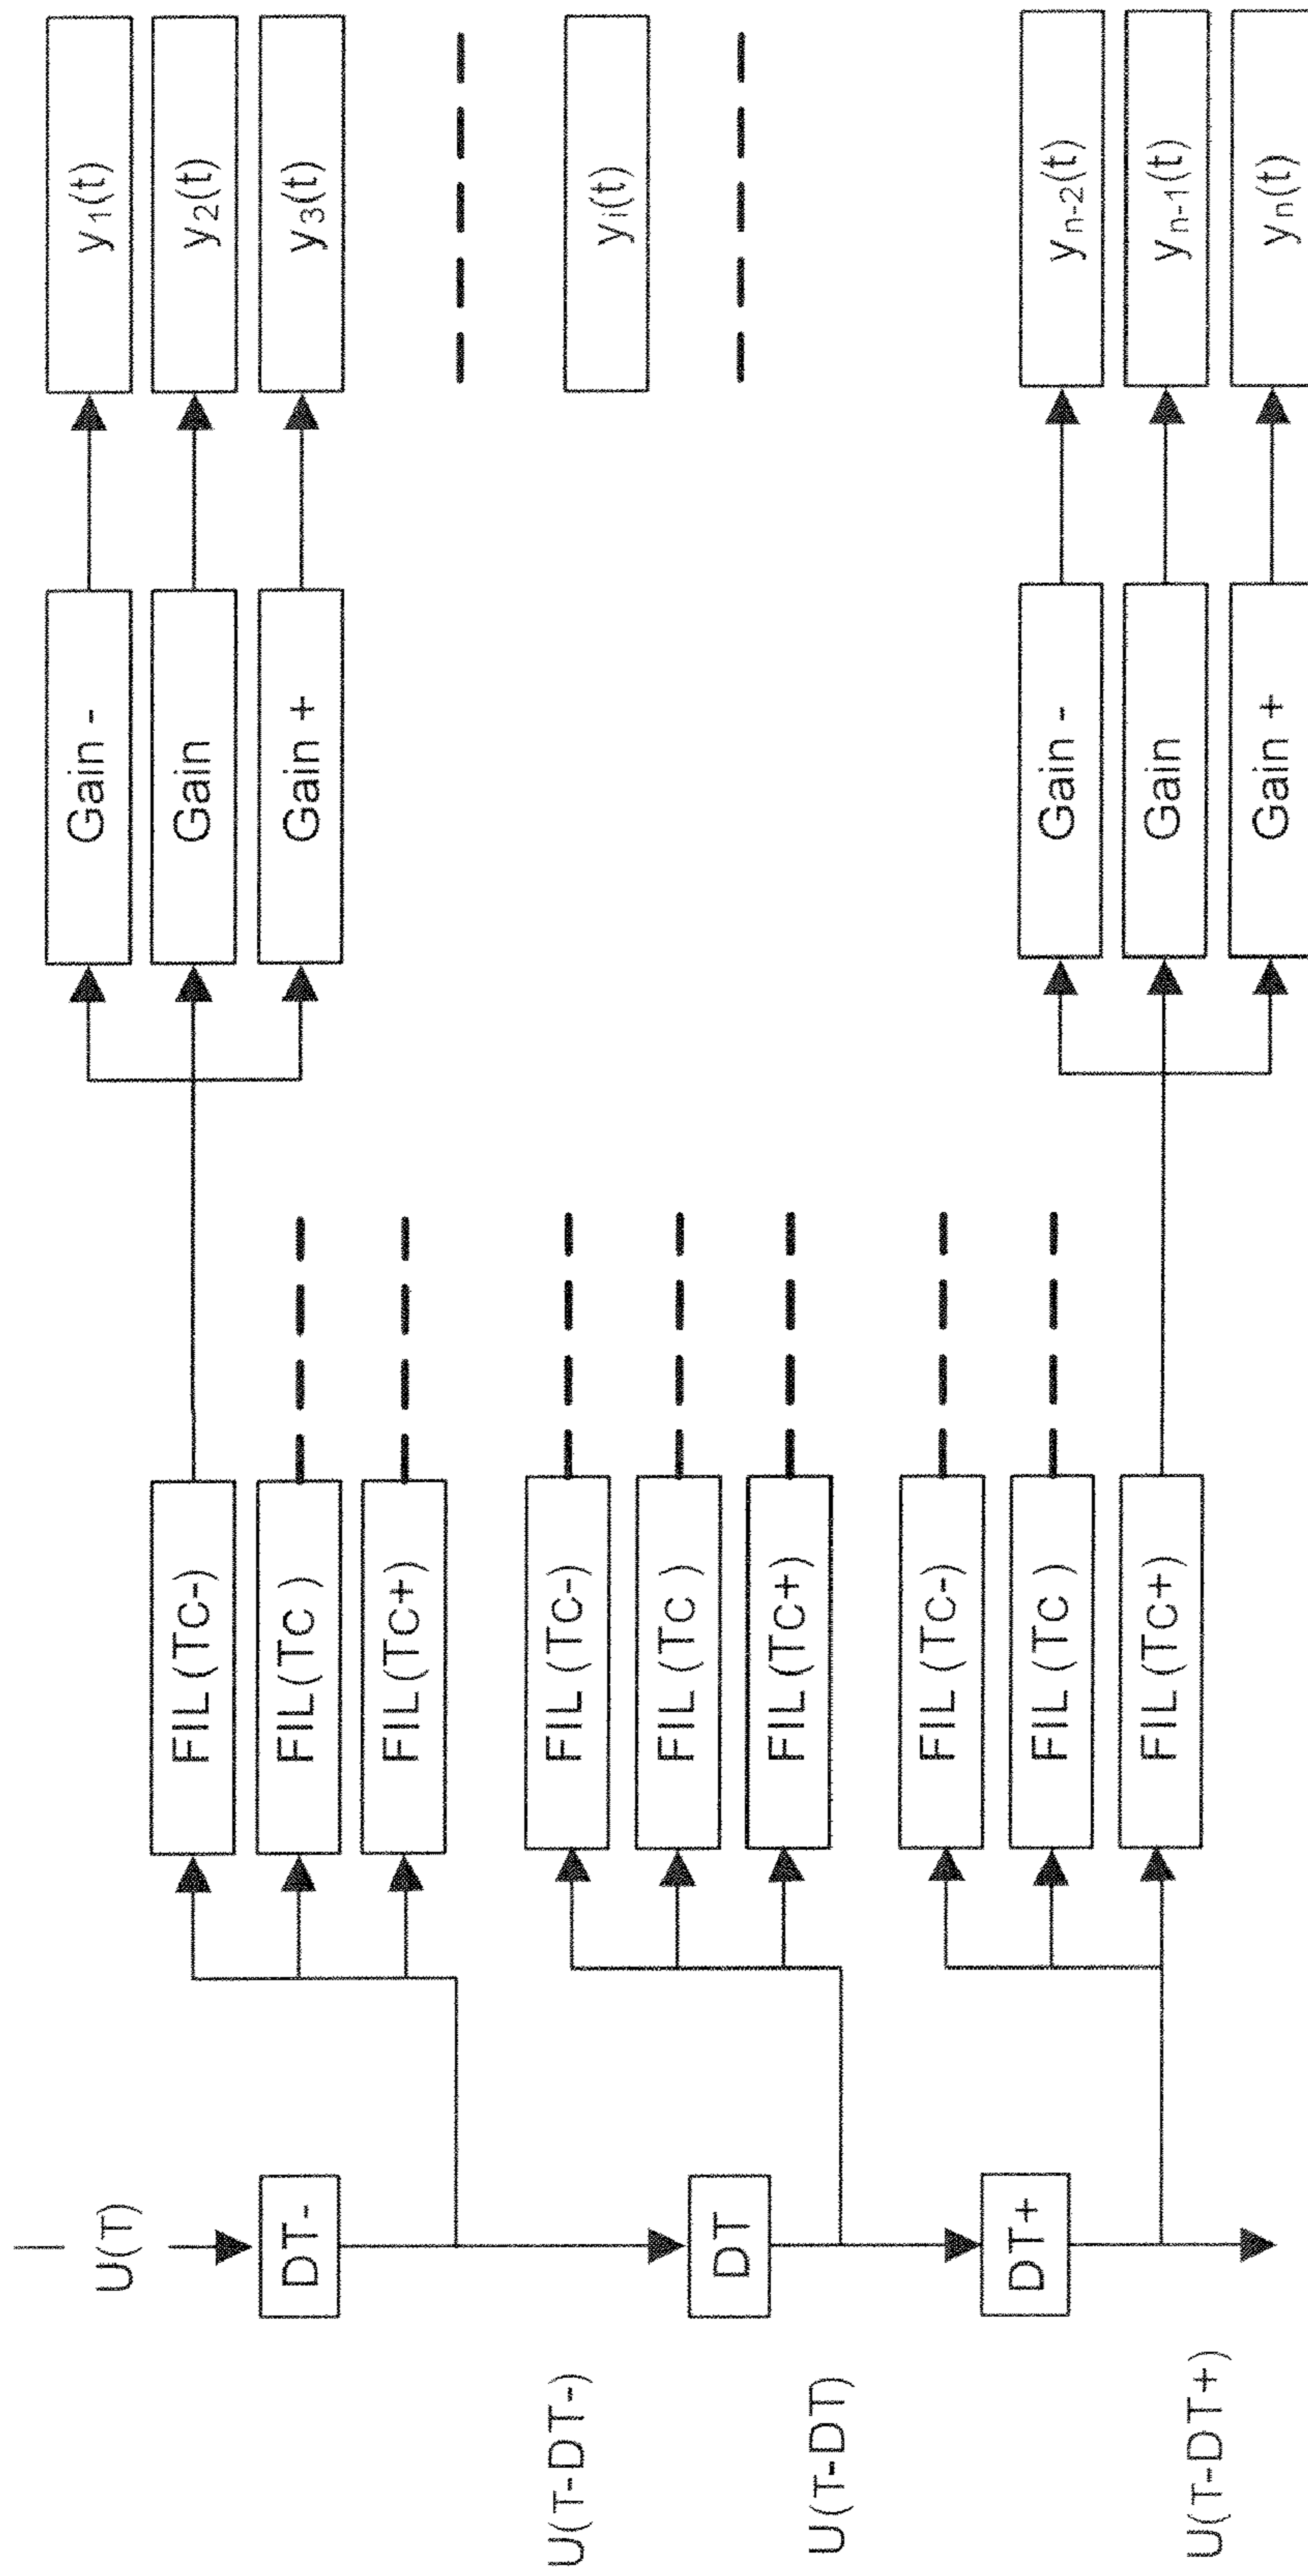 U(T)
DT-
U(T-DT-)
DT
U(T-DT)
DT+
U(T-DT+)
FIL (TC-)
FIL (TC )
FIL (TC+)
FIL (TC-)
FIL (TC )
FIL (TC+)
FIL (TC-)
FIL (TC )
FIL (TC+)
Gain -
Gain
Gain +
Gain -
Gain
Gain +
y₁(t)
y₂(t)
y₃(t)
yᵢ(t)
yₙ₋₂(t)
yₙ₋₁(t)
yₙ(t)